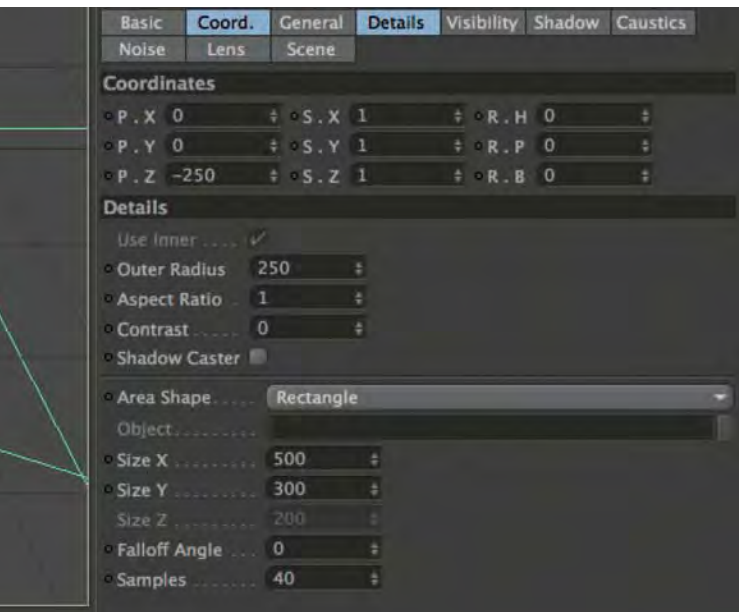 Basic Coord. General Details Visibility Shadow Caustics
Noise Lens Scene
Coordinates
P . X 0 S . X 1 R . H 0
P . Y 0 S . Y 1 R . P 0
P . Z -250 S . Z 1 R . B 0
Details
Use Inner . . . .
Outer Radius 250
Aspect Ratio . 1
Contrast . . . . . 0
Shadow Caster
Area Shape. . . . . Rectangle
Object. . . . . . . . .
Size X . . . . . . . . . 500
Size Y . . . . . . . . . 300
Size Z . . . . . . . . . 200
Falloff Angle . . . 0
Samples . . . . . . . 40